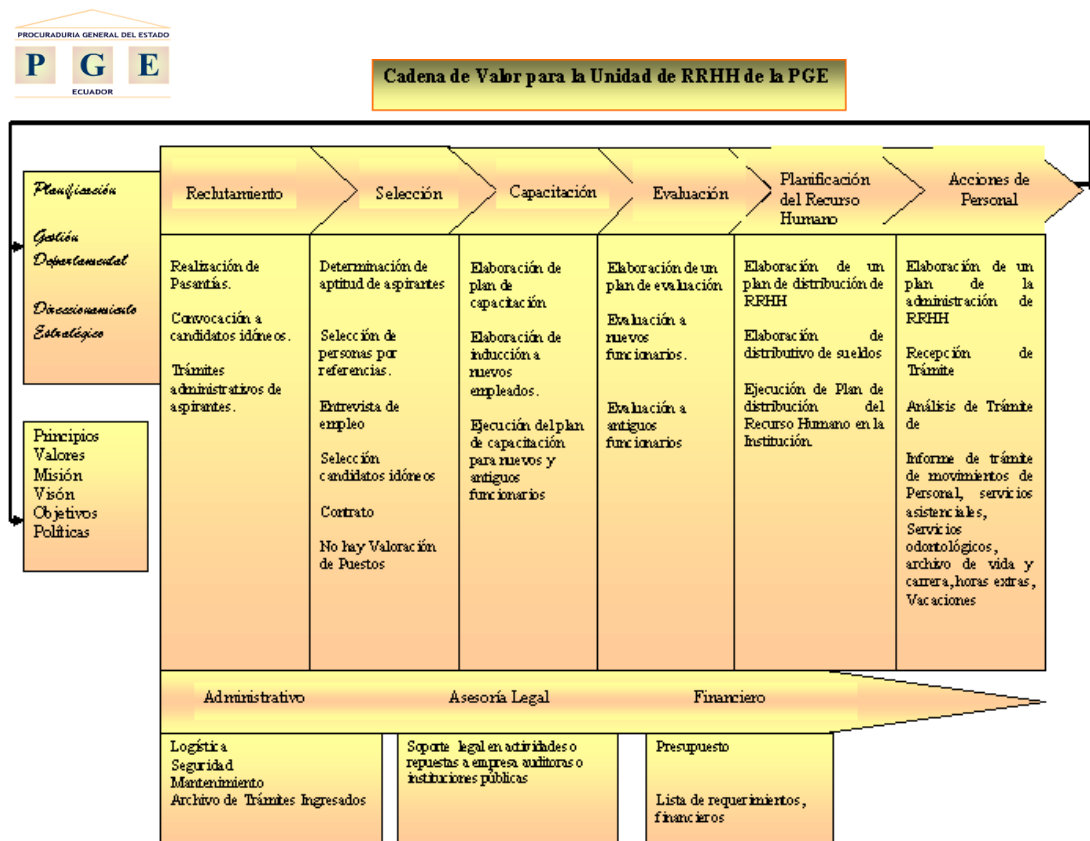 PROCURADURIA GENERAL DEL ESTADO
P G E
ECUADOR
Cadena de Valor para la Unidad de RRHH de la PGE
Planificación
Gestión
Departamental
Direccionamiento
Estratégico
Principios
Valores
Misión
Visón
Objetivos
Políticas
Reclutamiento
Selección
Capacitación
Evaluación
Planificación
del Recurso
Humano
Acciones de
Personal
Realización de
Pasantías.
Convocación a
candidatos idóneos.
Trámites
administrativos de
aspirantes.
Determinación de
aptitud de aspirantes
Selección de
personas por
referencias.
Entrevista de
empleo
Selección
candidatos idóneos
Contrato
No hay Valoración
de Puestos
Elaboración de
plan de
capacitación
Elaboración de
inducción a
nuevos
empleados.
Ejecución del plan
de capacitación
para nuevos y
antiguos
funcionarios
Elaboración de un
plan de evaluación
Evaluación a
nuevos
funcionarios.
Evaluación a
antiguos
funcionarios
Elaboración de un
plan de distribución de
RRHH
Elaboración de
distributivo de sueldos
Ejecución de Plan de
distribución del
Recurso Humano en la
Institución.
Elaboración de un
plan de la
administración de
RRHH
Recepción de
Trámite
Análisis de Trámite
de
Informe de trámite
de movimientos de
Personal, servicios
asistenciales,
Servicios
odontológicos,
archivo de vida y
carrera, horas extras,
Vacaciones
Administrativo
Asesoría Legal
Financiero
Logística
Seguridad
Mantenimiento
Archivo de Trámites Ingresados
Soporte legal en actividades o
repuestas a empresa auditoras o
instituciones públicas
Presupuesto
Lista de requerimientos,
financieros